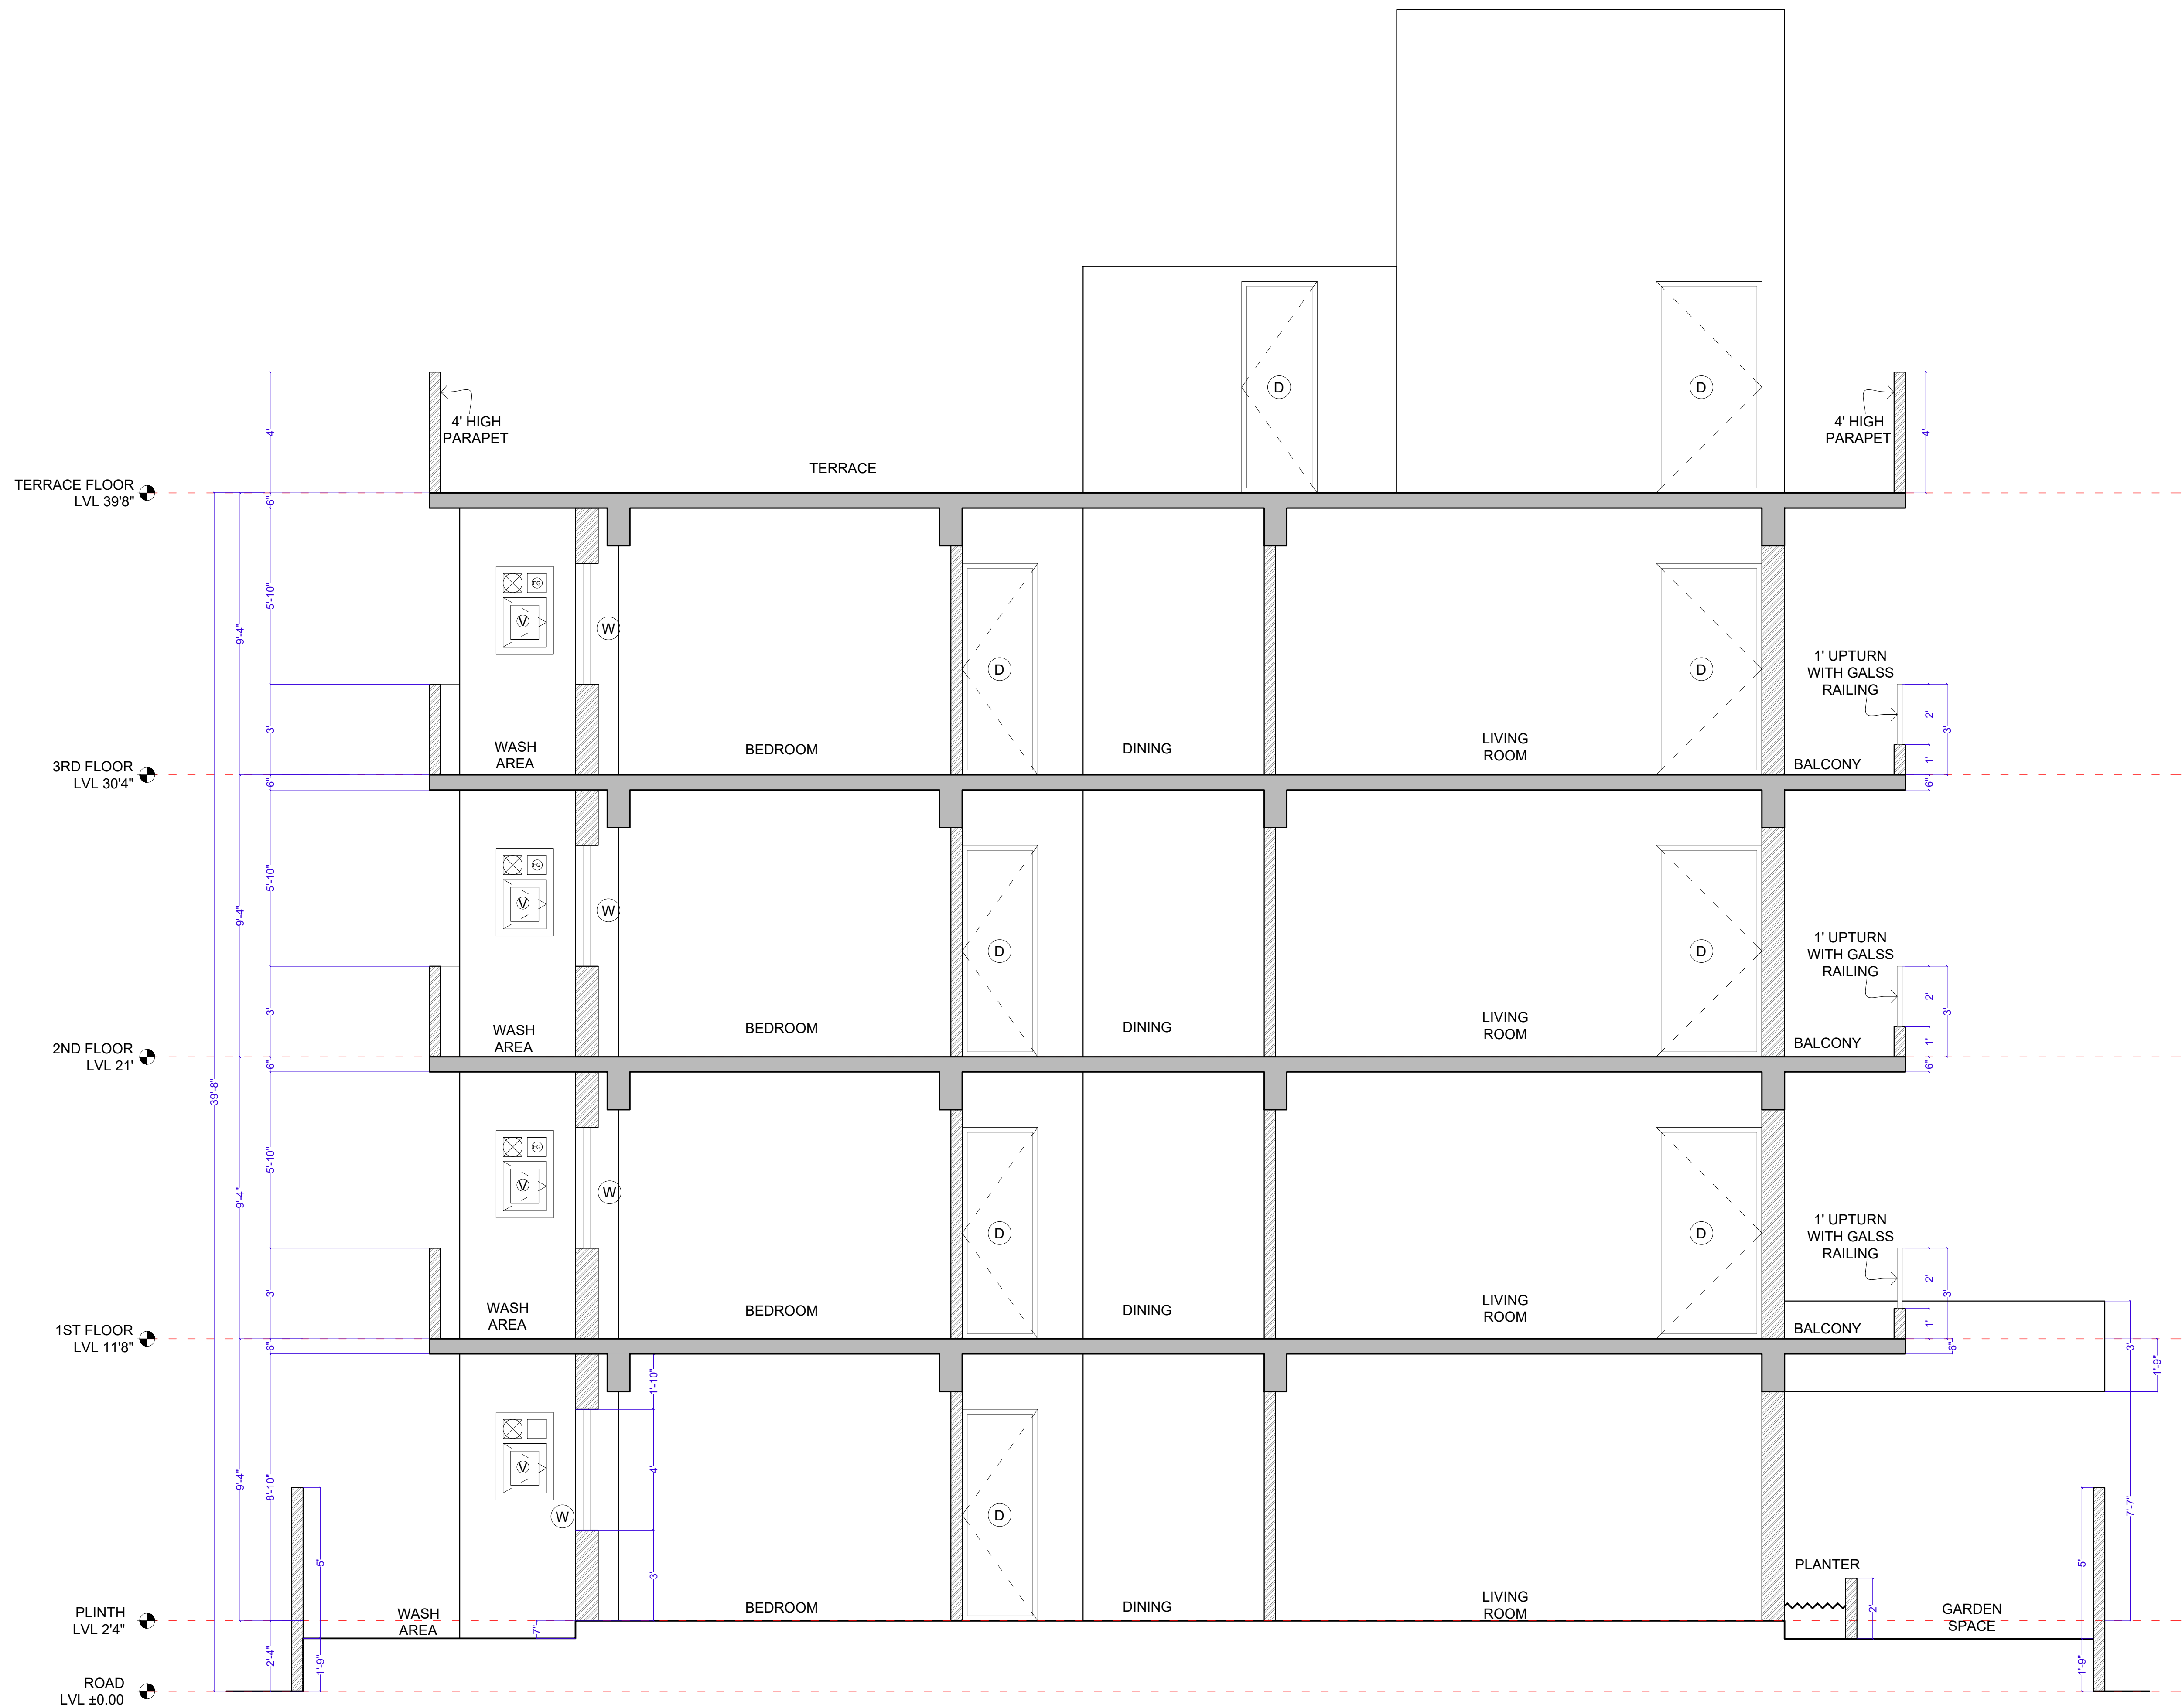 D
D
4' HIGH
PARAPET
4' HIGH
PARAPET
4'
4'
TERRACE
TERRACE FLOOR
LVL 39'8"
6"
FG
V
W
5'-10"
9'-4"
D
D
1' UPTURN
WITH GALSS
RAILING
2'
3'
1'
3'
WASH
AREA
BEDROOM
DINING
LIVING
ROOM
BALCONY
3RD FLOOR
LVL 30'4"
6"
6"
FG
V
W
5'-10"
9'-4"
D
D
1' UPTURN
WITH GALSS
RAILING
2'
3'
1'
3'
WASH
AREA
BEDROOM
DINING
LIVING
ROOM
BALCONY
2ND FLOOR
LVL 21'
6"
6"
39'-8"
FG
V
W
5'-10"
9'-4"
D
D
1' UPTURN
WITH GALSS
RAILING
2'
3'
1'
3'
WASH
AREA
BEDROOM
DINING
LIVING
ROOM
BALCONY
1ST FLOOR
LVL 11'8"
6"
6"
3'
1'-9"
1'-10"
V
W
4'
8'-10"
9'-4"
D
7'-7"
5'
5'
3'
PLANTER
2'
WASH
AREA
BEDROOM
DINING
LIVING
ROOM
GARDEN
SPACE
PLINTH
LVL 2'4"
7"
2'-4"
1'-9"
1'-9"
ROAD
LVL ±0.00